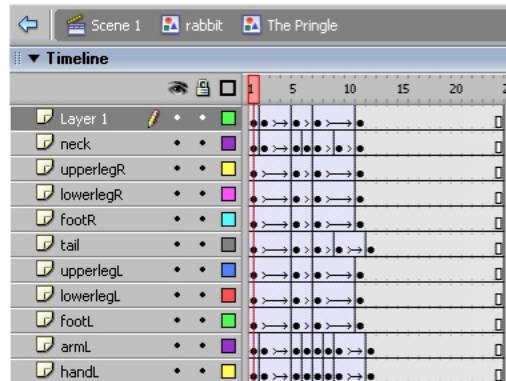 Scene 1 rabbit The Pringle
Timeline
1 5 10 15 20 2
Layer 1
neck
upperlegR
lowerlegR
footR
tail
upperlegL
lowerlegL
footL
armL
handL